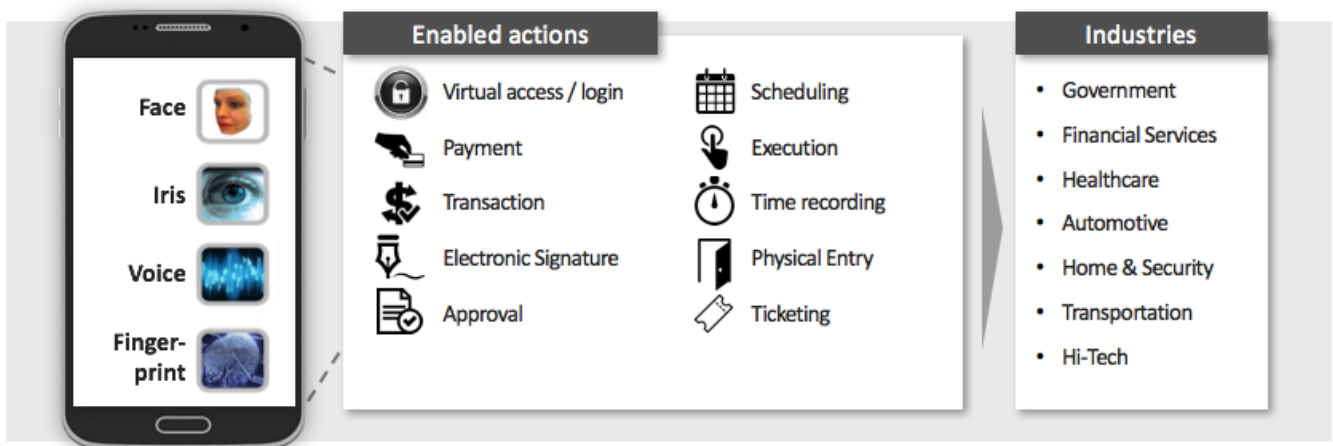 Face
Iris
Voice
Finger-
print
Enabled actions
Virtual access / login
Payment
Transaction
Electronic Signature
Approval
Scheduling
Execution
Time recording
Physical Entry
Ticketing
Industries
• Government
• Financial Services
• Healthcare
• Automotive
• Home & Security
• Transportation
• Hi-Tech